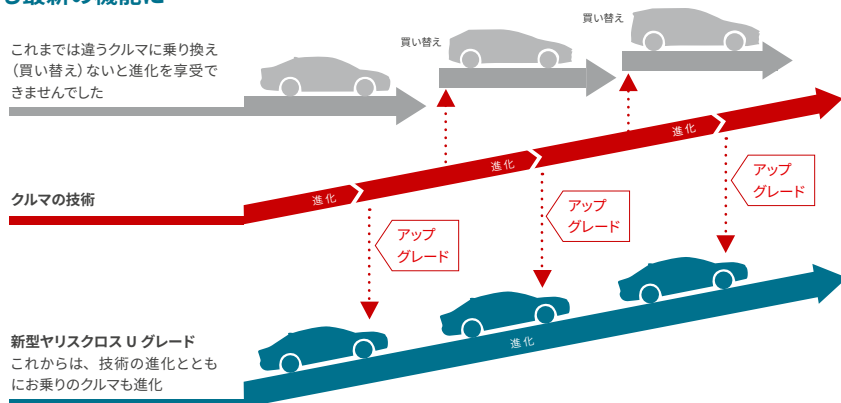 最新の機能に
これまでは違うクルマに乗り換え
（買い替え）ないと進化を享受で
きませんでした
買い替え
買い替え
進化
進化
進化
クルマの技術
アップ
グレード
アップ
グレード
アップ
グレード
新型ヤリスクロス U グレード
これからは、技術の進化ととも
にお乗りのクルマも進化
進化